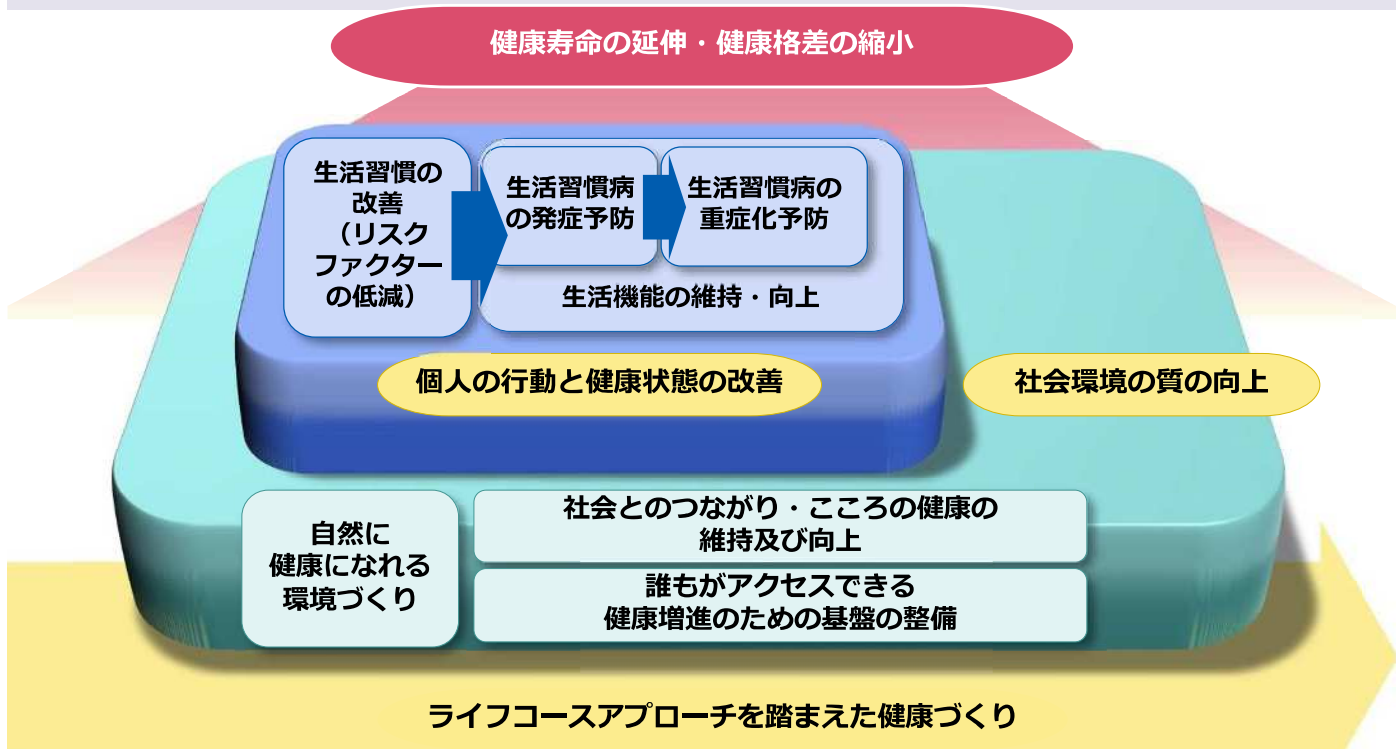 健康寿命の延伸・健康格差の縮小
生活習慣の
改善
（リスク
ファクター
の低減）
生活習慣病
の発症予防
生活習慣病の
重症化予防
生活機能の維持・向上
個人の行動と健康状態の改善
社会環境の質の向上
自然に
健康になれる
環境づくり
社会とのつながり・こころの健康の
維持及び向上
誰もがアクセスできる
健康増進のための基盤の整備
ライフコースアプローチを踏まえた健康づくり